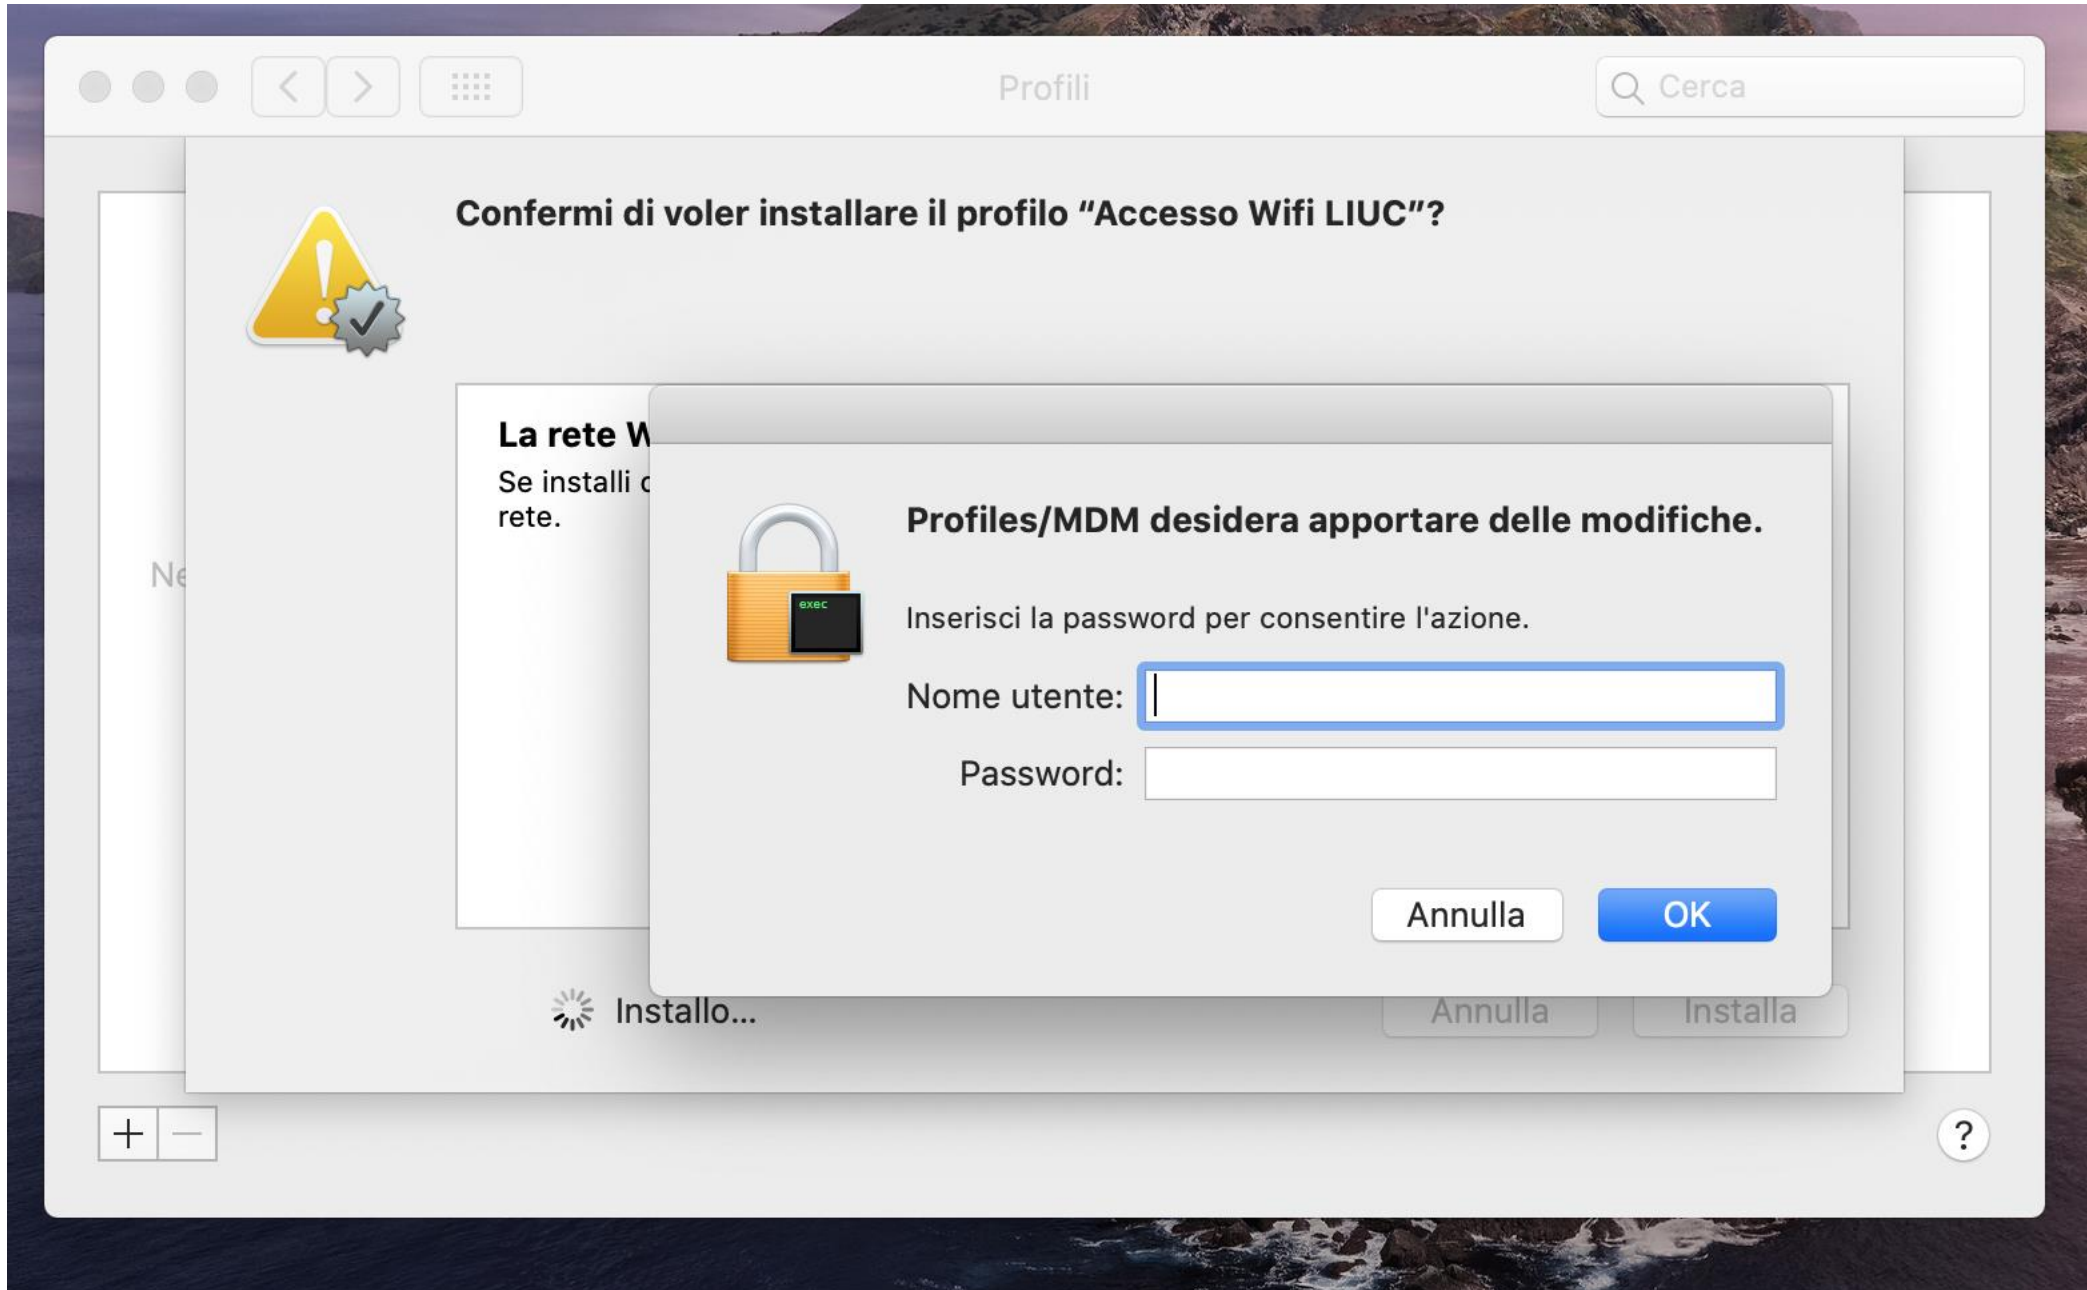 Profili
Cerca
Confermi di voler installare il profilo “Accesso Wifi LIUC”?
La rete
Se installi
rete.
Profiles/MDM desidera apportare delle modifiche.
exec
Inserisci la password per consentire l'azione.
Nome utente:
Password:
Annulla
OK
Installo...
Annulla
Installa
?